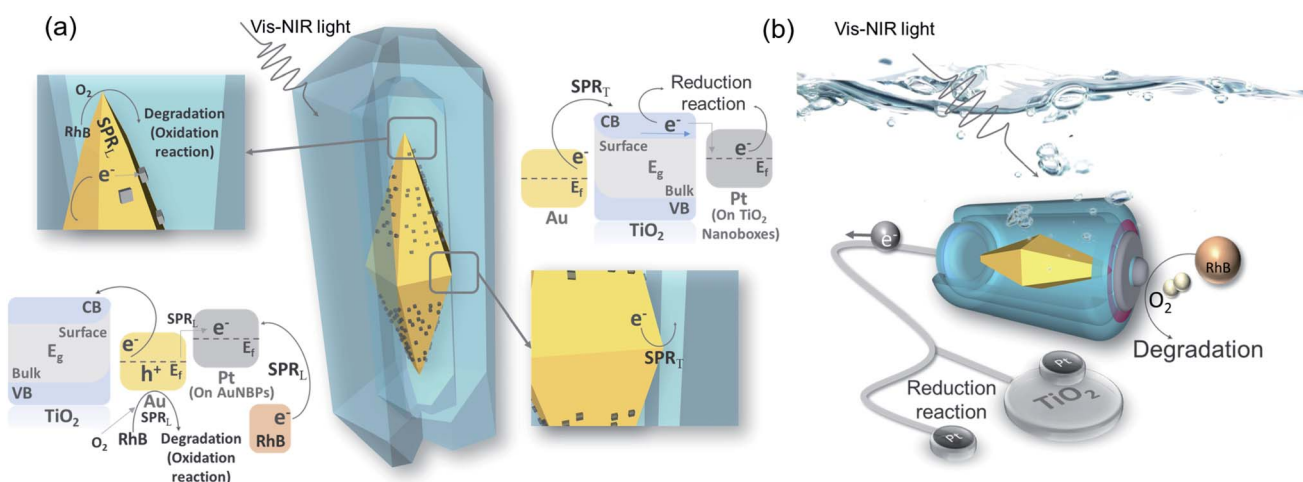 (a)
Vis-NIR light
O2
RhB
SPRL
e-
Degradation
(Oxidation
reaction)
SPRT
Reduction
reaction
CB
e-
Surface
Eg
Bulk
VB
TiO2
e-
Ef
Au
e-
Ef
Pt
(On TiO2
Nanoboxes)
e-
SPRT
CB
Surface
Eg
Bulk
VB
TiO2
e-
h+
Ef
Au
SPRL
SPRL
e-
Ef
Pt
(On AuNBPs)
SPRL
e-
RhB
O2
RhB
Degradation
(Oxidation
reaction)
(b)
Vis-NIR light
e-
RhB
O2
Degradation
Reduction
reaction
Pt
TiO2
Pt